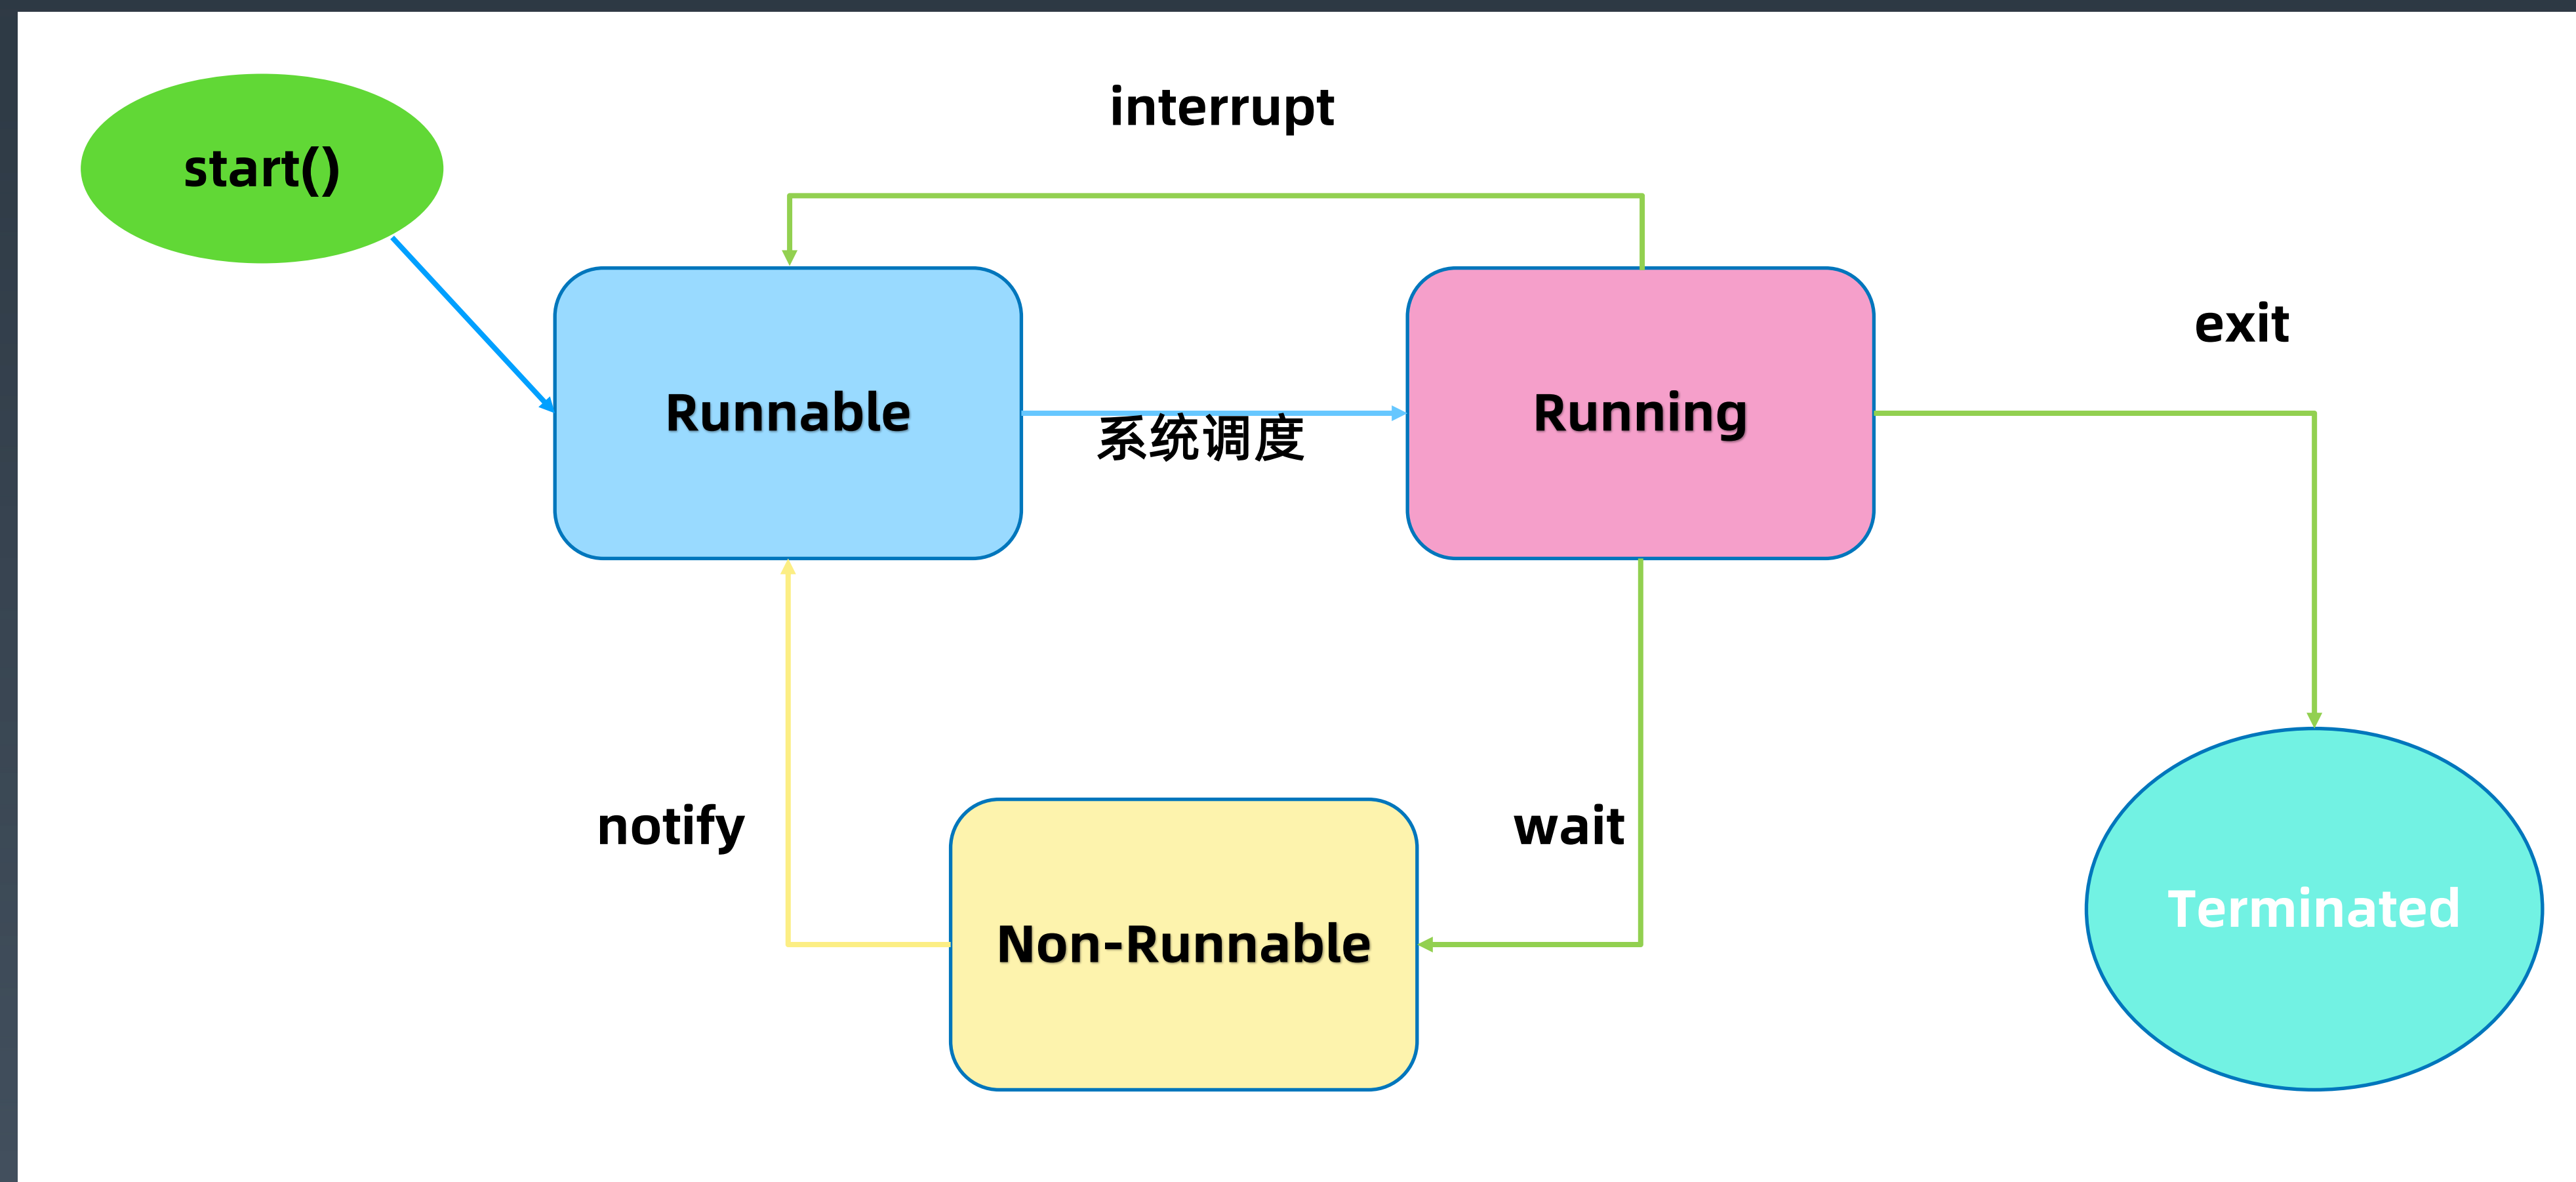 start()
interrupt
exit
Runnable
系统调度
Running
notify
wait
Non-Runnable
Terminated